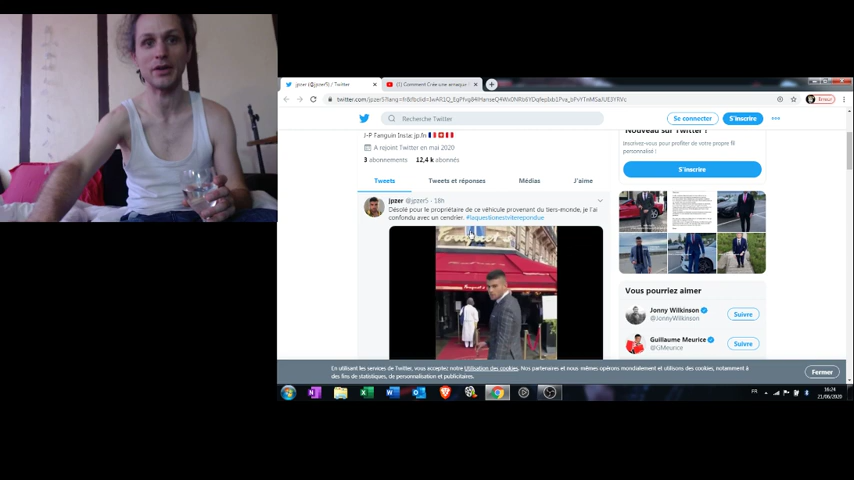 jpzer (@jpzer5) / Twitter
(1) Comment Crée une arnaque
Recherche Twitter
Se connecter
S'inscrire
J-P Fanguin Insta: jp.fn
A rejoint Twitter en mai 2020
3 abonnements 12,4 k abonnés
Tweets
Tweets et réponses
Médias
J'aime
jpzer @jpzer5 · 18h
Désolé pour le propriétaire de ce véhicule provenant du tiers-monde, je l'ai
confondu avec un cendrier. #laquestionestviterepondue
Nouveau sur Twitter ?
Inscrivez-vous pour profiter de votre propre fil
personnalisé !
S'inscrire
Vous pourriez aimer
Jonny Wilkinson
@JonnyWilkinson
Suivre
Guillaume Meurice
@GMeurice
Suivre
En utilisant les services de Twitter, vous acceptez notre Utilisation des cookies. Nos partenaires et nous-mêmes opérons mondialement et utilisons des cookies, notamment à
des fins de statistiques, de personnalisation et publicitaires.
Fermer
FR
16:24
21/06/2020